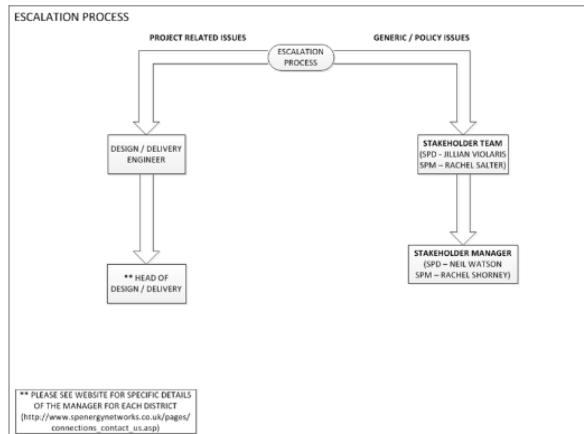 ESCALATION PROCESS
PROJECT RELATED ISSUES
GENERIC / POLICY ISSUES
ESCALATION
PROCESS
DESIGN / DELIVERY
ENGINEER
STAKEHOLDER TEAM
(SPD - JILLIAN VIOLARIS
SPM – RACHEL SALTER)
** HEAD OF
DESIGN / DELIVERY
STAKEHOLDER MANAGER
(SPD – NEIL WATSON
SPM – RACHEL SHORNEY)
** PLEASE SEE WEBSITE FOR SPECIFIC DETAILS
OF THE MANAGER FOR EACH DISTRICT
(http://www.spenergynetworks.co.uk/pages/
connections_contact_us.asp)